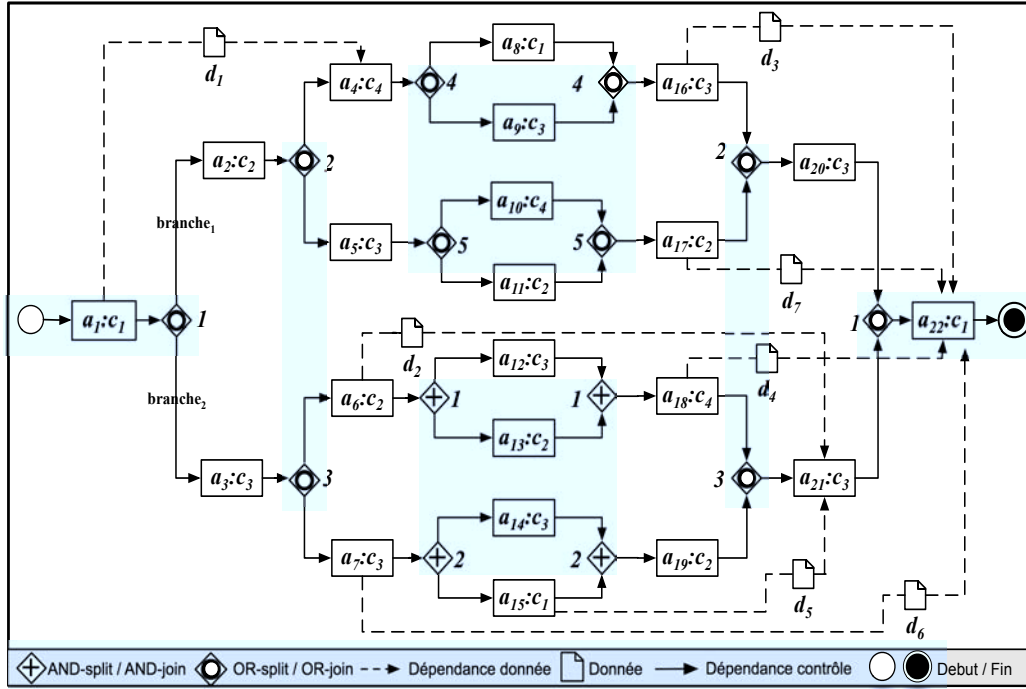 d1
d3
a8:c1
a4:c4
4
4
a16:c3
a9:c3
a2:c2
2
2
a20:c3
a10:c4
branche1
a5:c3
5
5
a17:c2
a11:c2
d7
a1:c1
1
1
a22:c1
d2
a12:c3
d4
branche2
a6:c2
1
1
a18:c4
a13:c2
a3:c3
3
3
a21:c3
a14:c3
a7:c3
2
2
a19:c2
a15:c1
d5
d6
AND-split / AND-join OR-split / OR-join Dépendance donnée Donnée Dépendance contrôle Debut / Fin